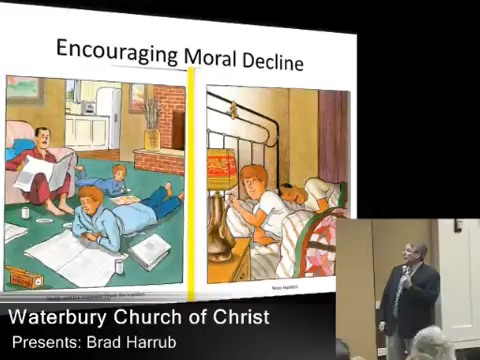 Encouraging Moral Decline
Waterbury Church of Christ
Presents: Brad Harrub